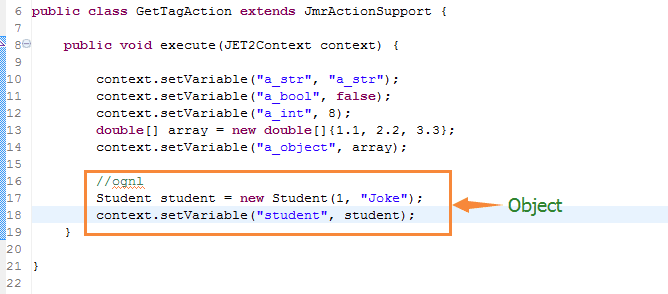 6 public class GetTagAction extends JmrActionSupport {
7
8 public void execute(JET2Context context) {
9
10 context.setVariable("a_str", "a_str");
11 context.setVariable("a_bool", false);
12 context.setVariable("a_int", 8);
13 double[] array = new double[]{1.1, 2.2, 3.3};
14 context.setVariable("a_object", array);
15
16 //ognl
17 Student student = new Student(1, "Joke");
18 context.setVariable("student", student);
19 }
20
21 }
22
Object